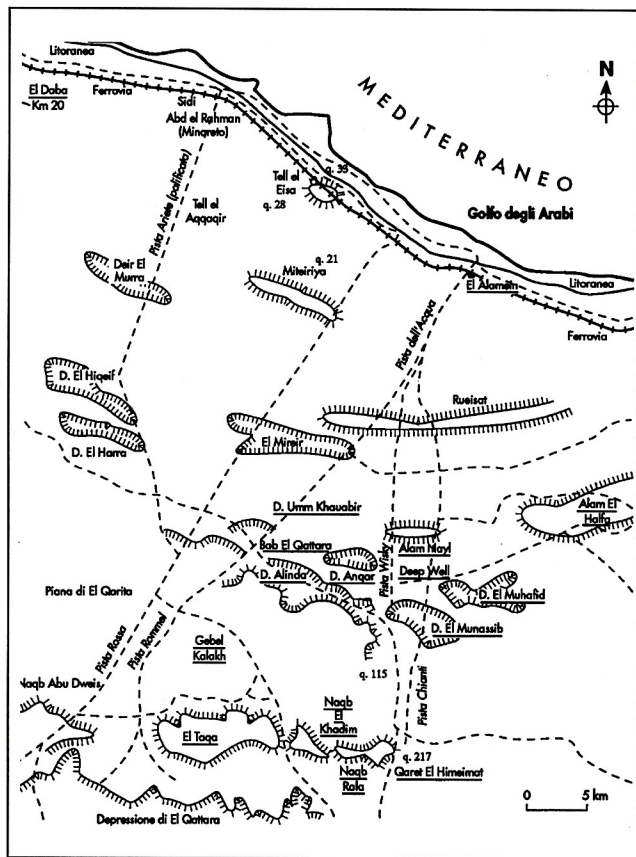 Litoranea
MEDITERRANEO
N
El Daba
Km 20
Ferrovia
Sidi
Abd el Rahman
(Minqreto)
q. 33
Tell el
Eisa
q. 28
Golfo degli Arabi
Pista Ariete (palificata)
Tell el
Aqqaqir
Deir El
Murra
q. 21
Miteiriya
El Alamein
Litoranea
Ferrovia
Pista dell'Acqua
D. El Hiqeif
Rueisat
D. El Harra
El Mireir
D. Umm Khauabir
Alam El
Halfa
Bab El Qattara
Alam Nayl
D. Alinda
D. Anqar
Pista Wisky
Deep Well
D. El Muhafid
Piana di El Qarita
D. El Munassib
Pista Rossa
Pista Rommel
Gebel
Kalakh
q. 115
Pista Chianti
Naqb Abu Dweis
El Taqa
Naqb
El
Khadim
Naqb
Rala
q. 217
Qaret El Himeimat
Depressione di El Qattara
0 5 km